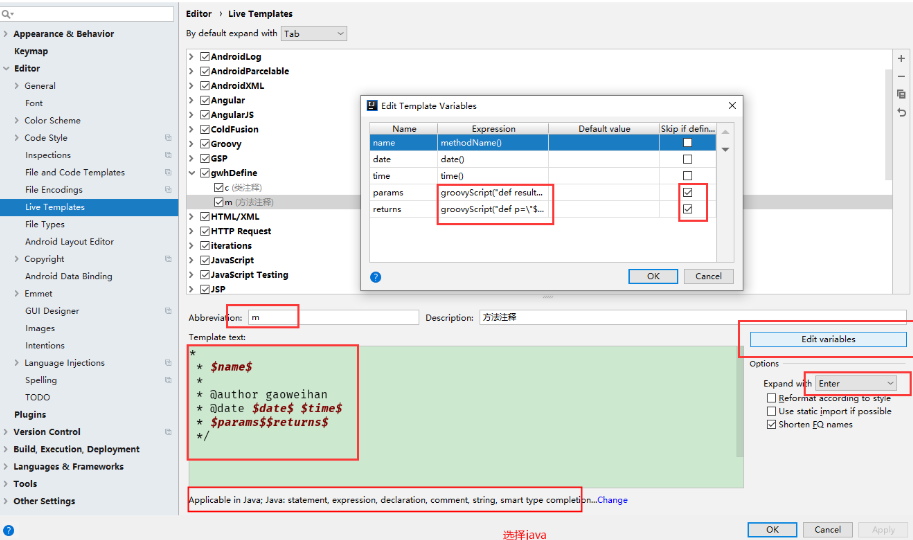 Editor › Live Templates
By default expand with Tab
Appearance & Behavior
Keymap
Editor
General
Font
Color Scheme
Code Style
Inspections
File and Code Templates
File Encodings
Live Templates
File Types
Android Layout Editor
Copyright
Android Data Binding
Emmet
GUI Designer
Images
Intentions
Language Injections
Spelling
TODO
Plugins
Version Control
Build, Execution, Deployment
Languages & Frameworks
Tools
Other Settings
AndroidLog
AndroidParcelable
AndroidXML
Angular
AngularJS
ColdFusion
Groovy
GSP
gwhDefine
c (类注释)
m (方法注释)
HTML/XML
HTTP Request
iterations
JavaScript
JavaScript Testing
JSP
Edit Template Variables
Name Expression Default value Skip if defin...
name methodName()
date date()
time time()
params groovyScript("def result...
returns groovyScript("def p=\"$...
? OK Cancel
Abbreviation: m Description: 方法注释
Template text:
*
* $name$
*
* @author gaoweihan
* @date $date$ $time$
* $params$$returns$
*/
Edit variables
Options
Expand with Enter
Reformat according to style
Use static import if possible
Shorten FQ names
Applicable in Java; Java: statement, expression, declaration, comment, string, smart type completion...Change
选择java
? OK Cancel Apply